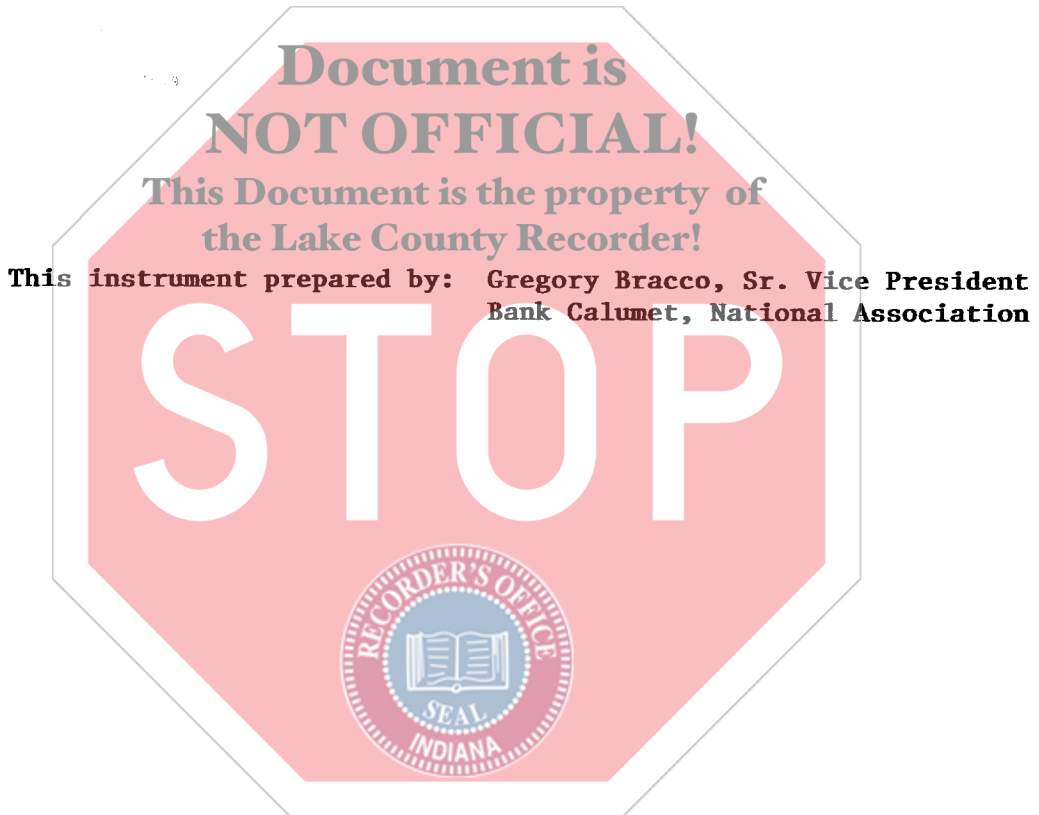 Document is
NOT OFFICIAL!
This Document is the property of
the Lake County Recorder!
This instrument prepared by: Gregory Bracco, Sr. Vice President
Bank Calumet, National Association
STOP
RECORDER'S OFFICE
SEAL
INDIANA